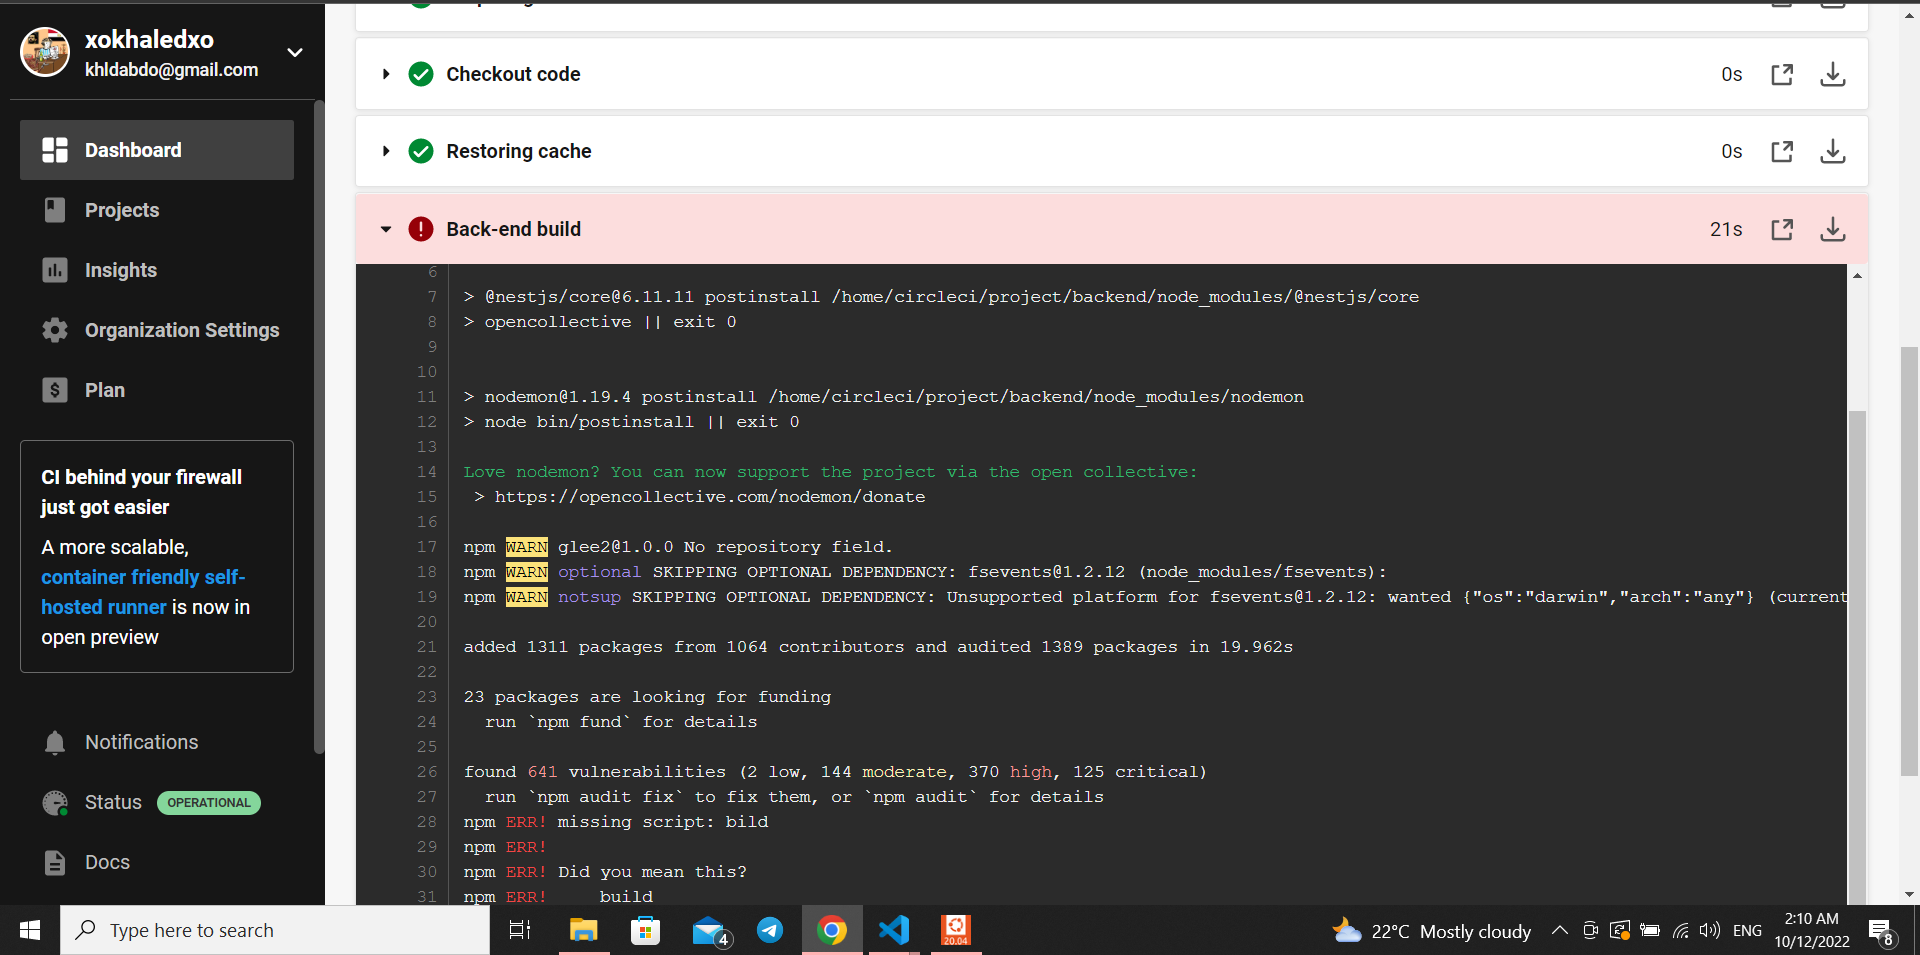 xokhaledxo
khldabdo@gmail.com
Dashboard
Projects
Insights
Organization Settings
Plan
CI behind your firewall
just got easier
A more scalable,
container friendly self-
hosted runner is now in
open preview
Notifications
Status OPERATIONAL
Docs
Checkout code 0s
Restoring cache 0s
Back-end build 21s
6
7 > @nestjs/core@6.11.11 postinstall /home/circleci/project/backend/node_modules/@nestjs/core
8 > opencollective || exit 0
9
10
11 > nodemon@1.19.4 postinstall /home/circleci/project/backend/node_modules/nodemon
12 > node bin/postinstall || exit 0
13
14 Love nodemon? You can now support the project via the open collective:
15 > https://opencollective.com/nodemon/donate
16
17 npm WARN glee2@1.0.0 No repository field.
18 npm WARN optional SKIPPING OPTIONAL DEPENDENCY: fsevents@1.2.12 (node_modules/fsevents):
19 npm WARN notsup SKIPPING OPTIONAL DEPENDENCY: Unsupported platform for fsevents@1.2.12: wanted {"os":"darwin","arch":"any"} (current
20
21 added 1311 packages from 1064 contributors and audited 1389 packages in 19.962s
22
23 23 packages are looking for funding
24 run `npm fund` for details
25
26 found 641 vulnerabilities (2 low, 144 moderate, 370 high, 125 critical)
27 run `npm audit fix` to fix them, or `npm audit` for details
28 npm ERR! missing script: bild
29 npm ERR!
30 npm ERR! Did you mean this?
31 npm ERR! build
Type here to search
4
20.04
22°C Mostly cloudy
ENG
2:10 AM
10/12/2022
8